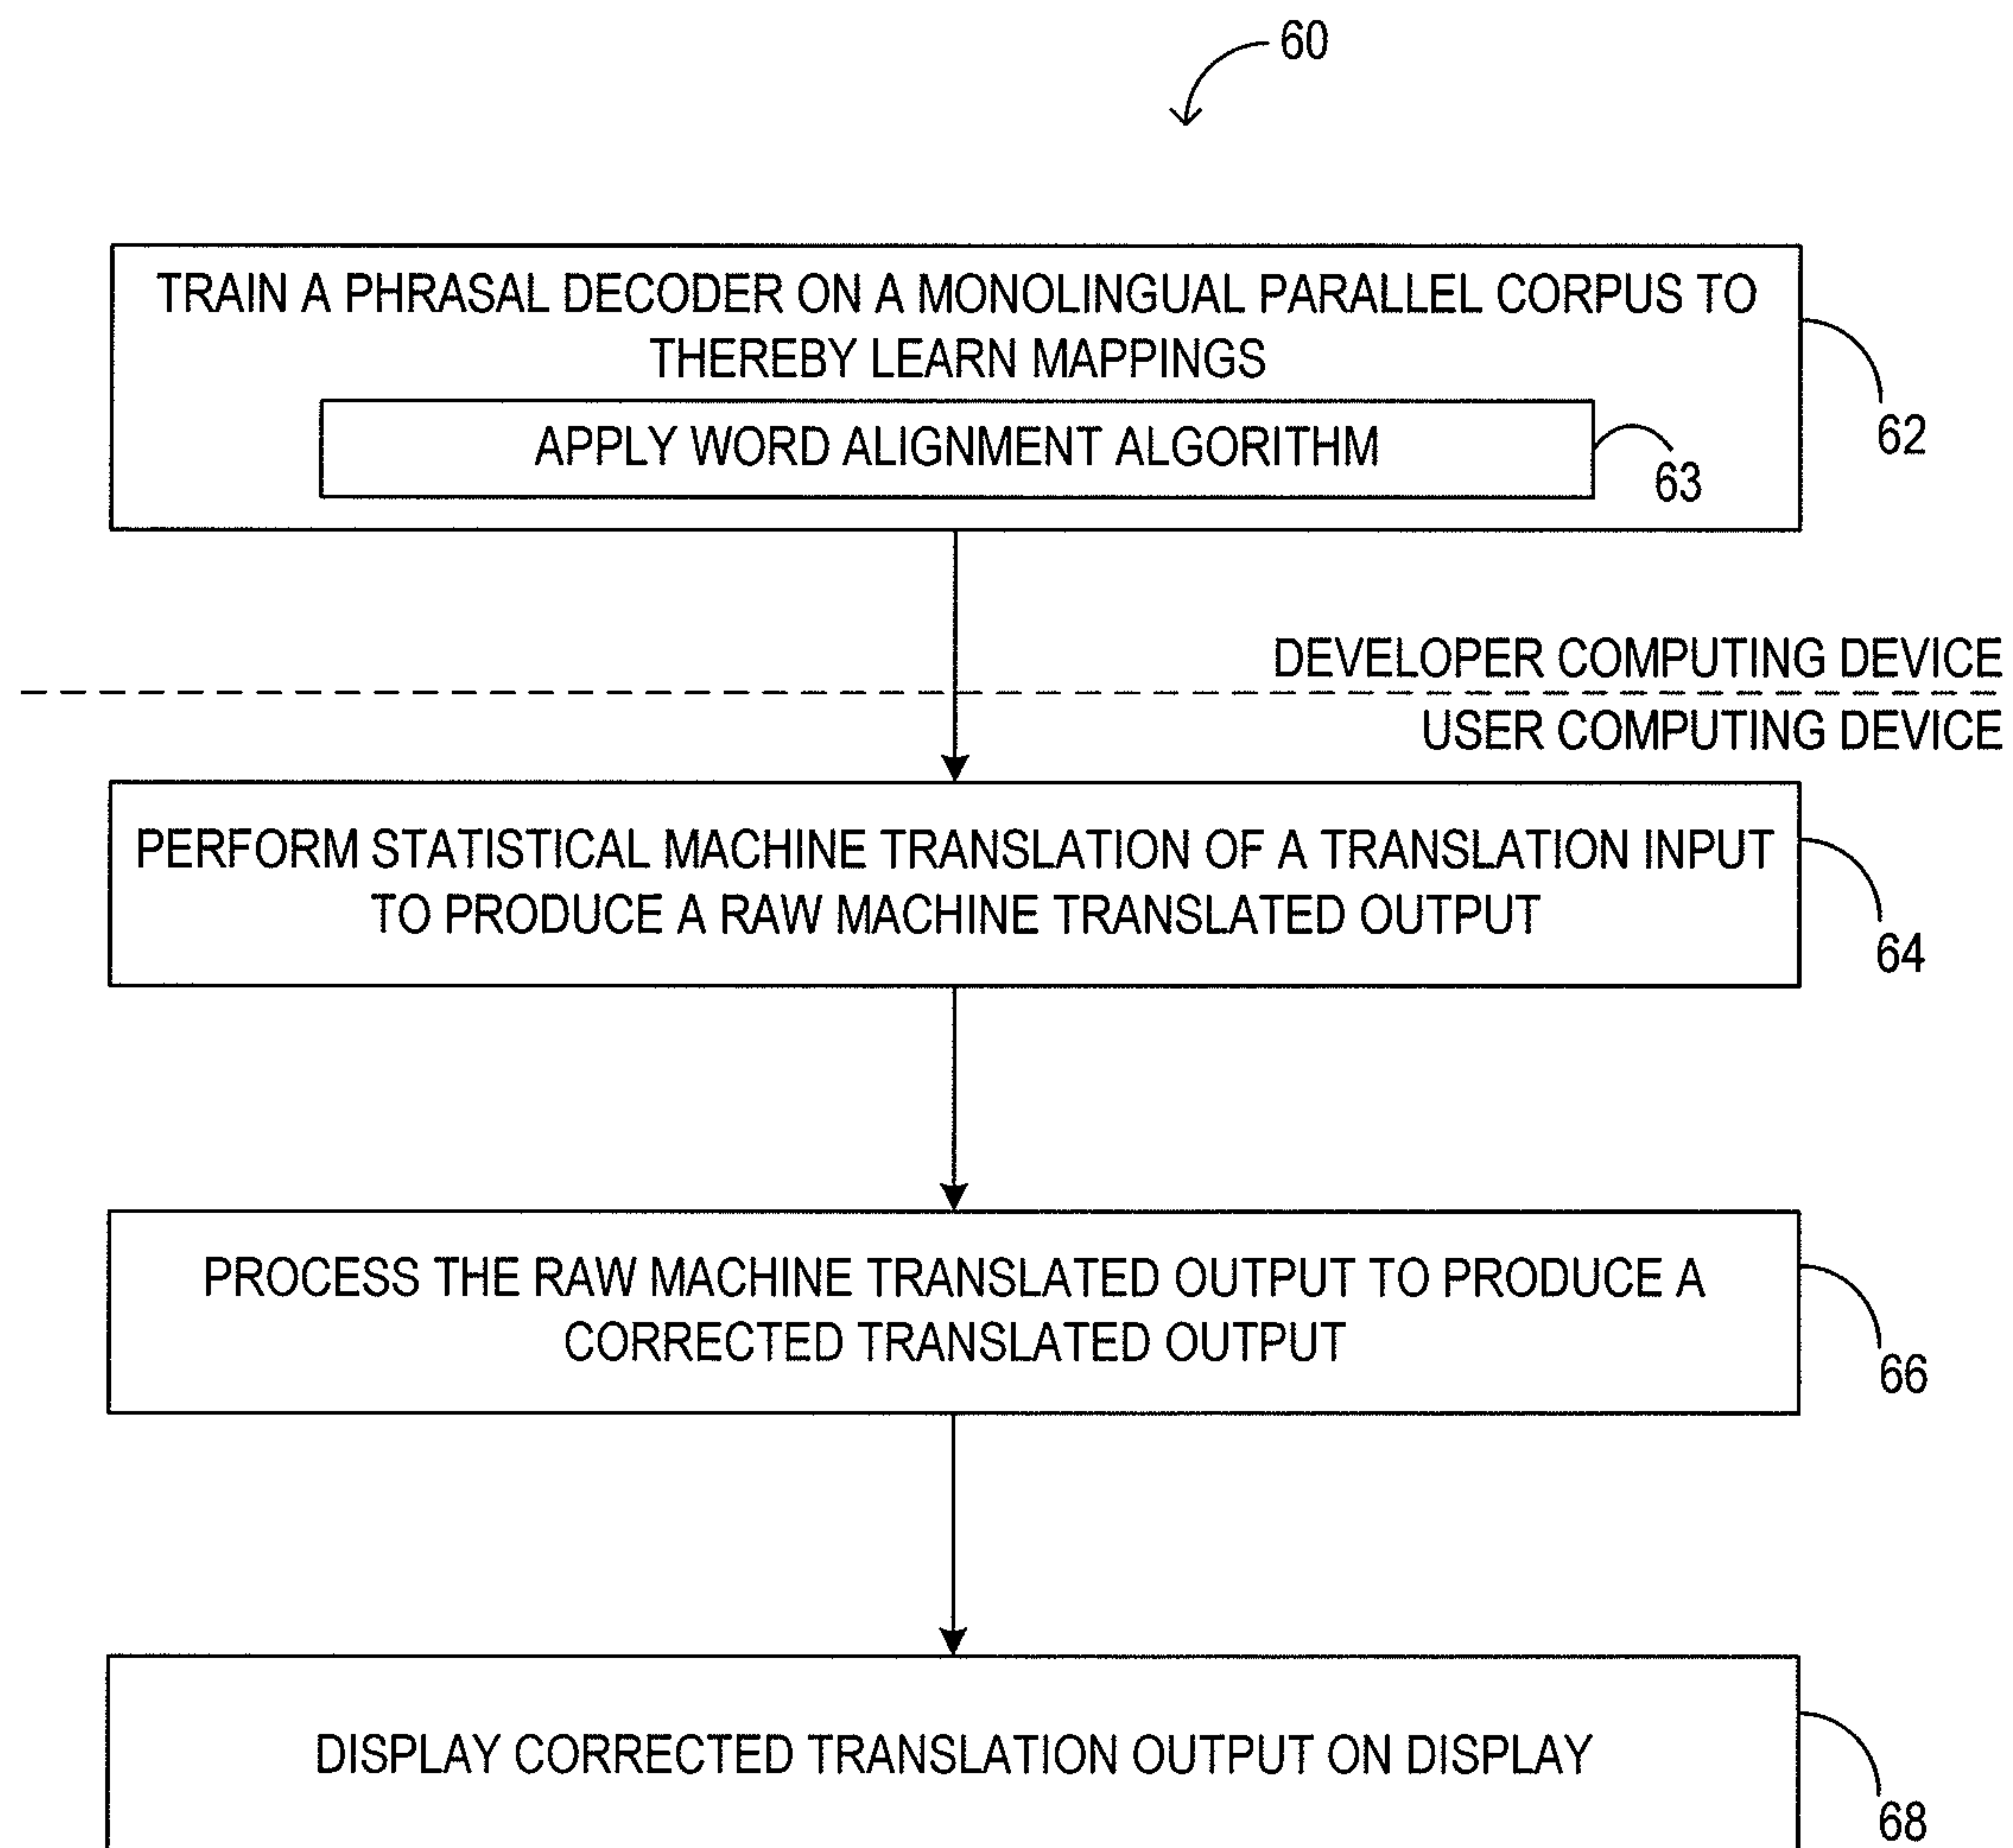 60
TRAIN A PHRASAL DECODER ON A MONOLINGUAL PARALLEL CORPUS TO
THEREBY LEARN MAPPINGS
62
APPLY WORD ALIGNMENT ALGORITHM
63
DEVELOPER COMPUTING DEVICE
USER COMPUTING DEVICE
PERFORM STATISTICAL MACHINE TRANSLATION OF A TRANSLATION INPUT
TO PRODUCE A RAW MACHINE TRANSLATED OUTPUT
64
PROCESS THE RAW MACHINE TRANSLATED OUTPUT TO PRODUCE A
CORRECTED TRANSLATED OUTPUT
66
DISPLAY CORRECTED TRANSLATION OUTPUT ON DISPLAY
68